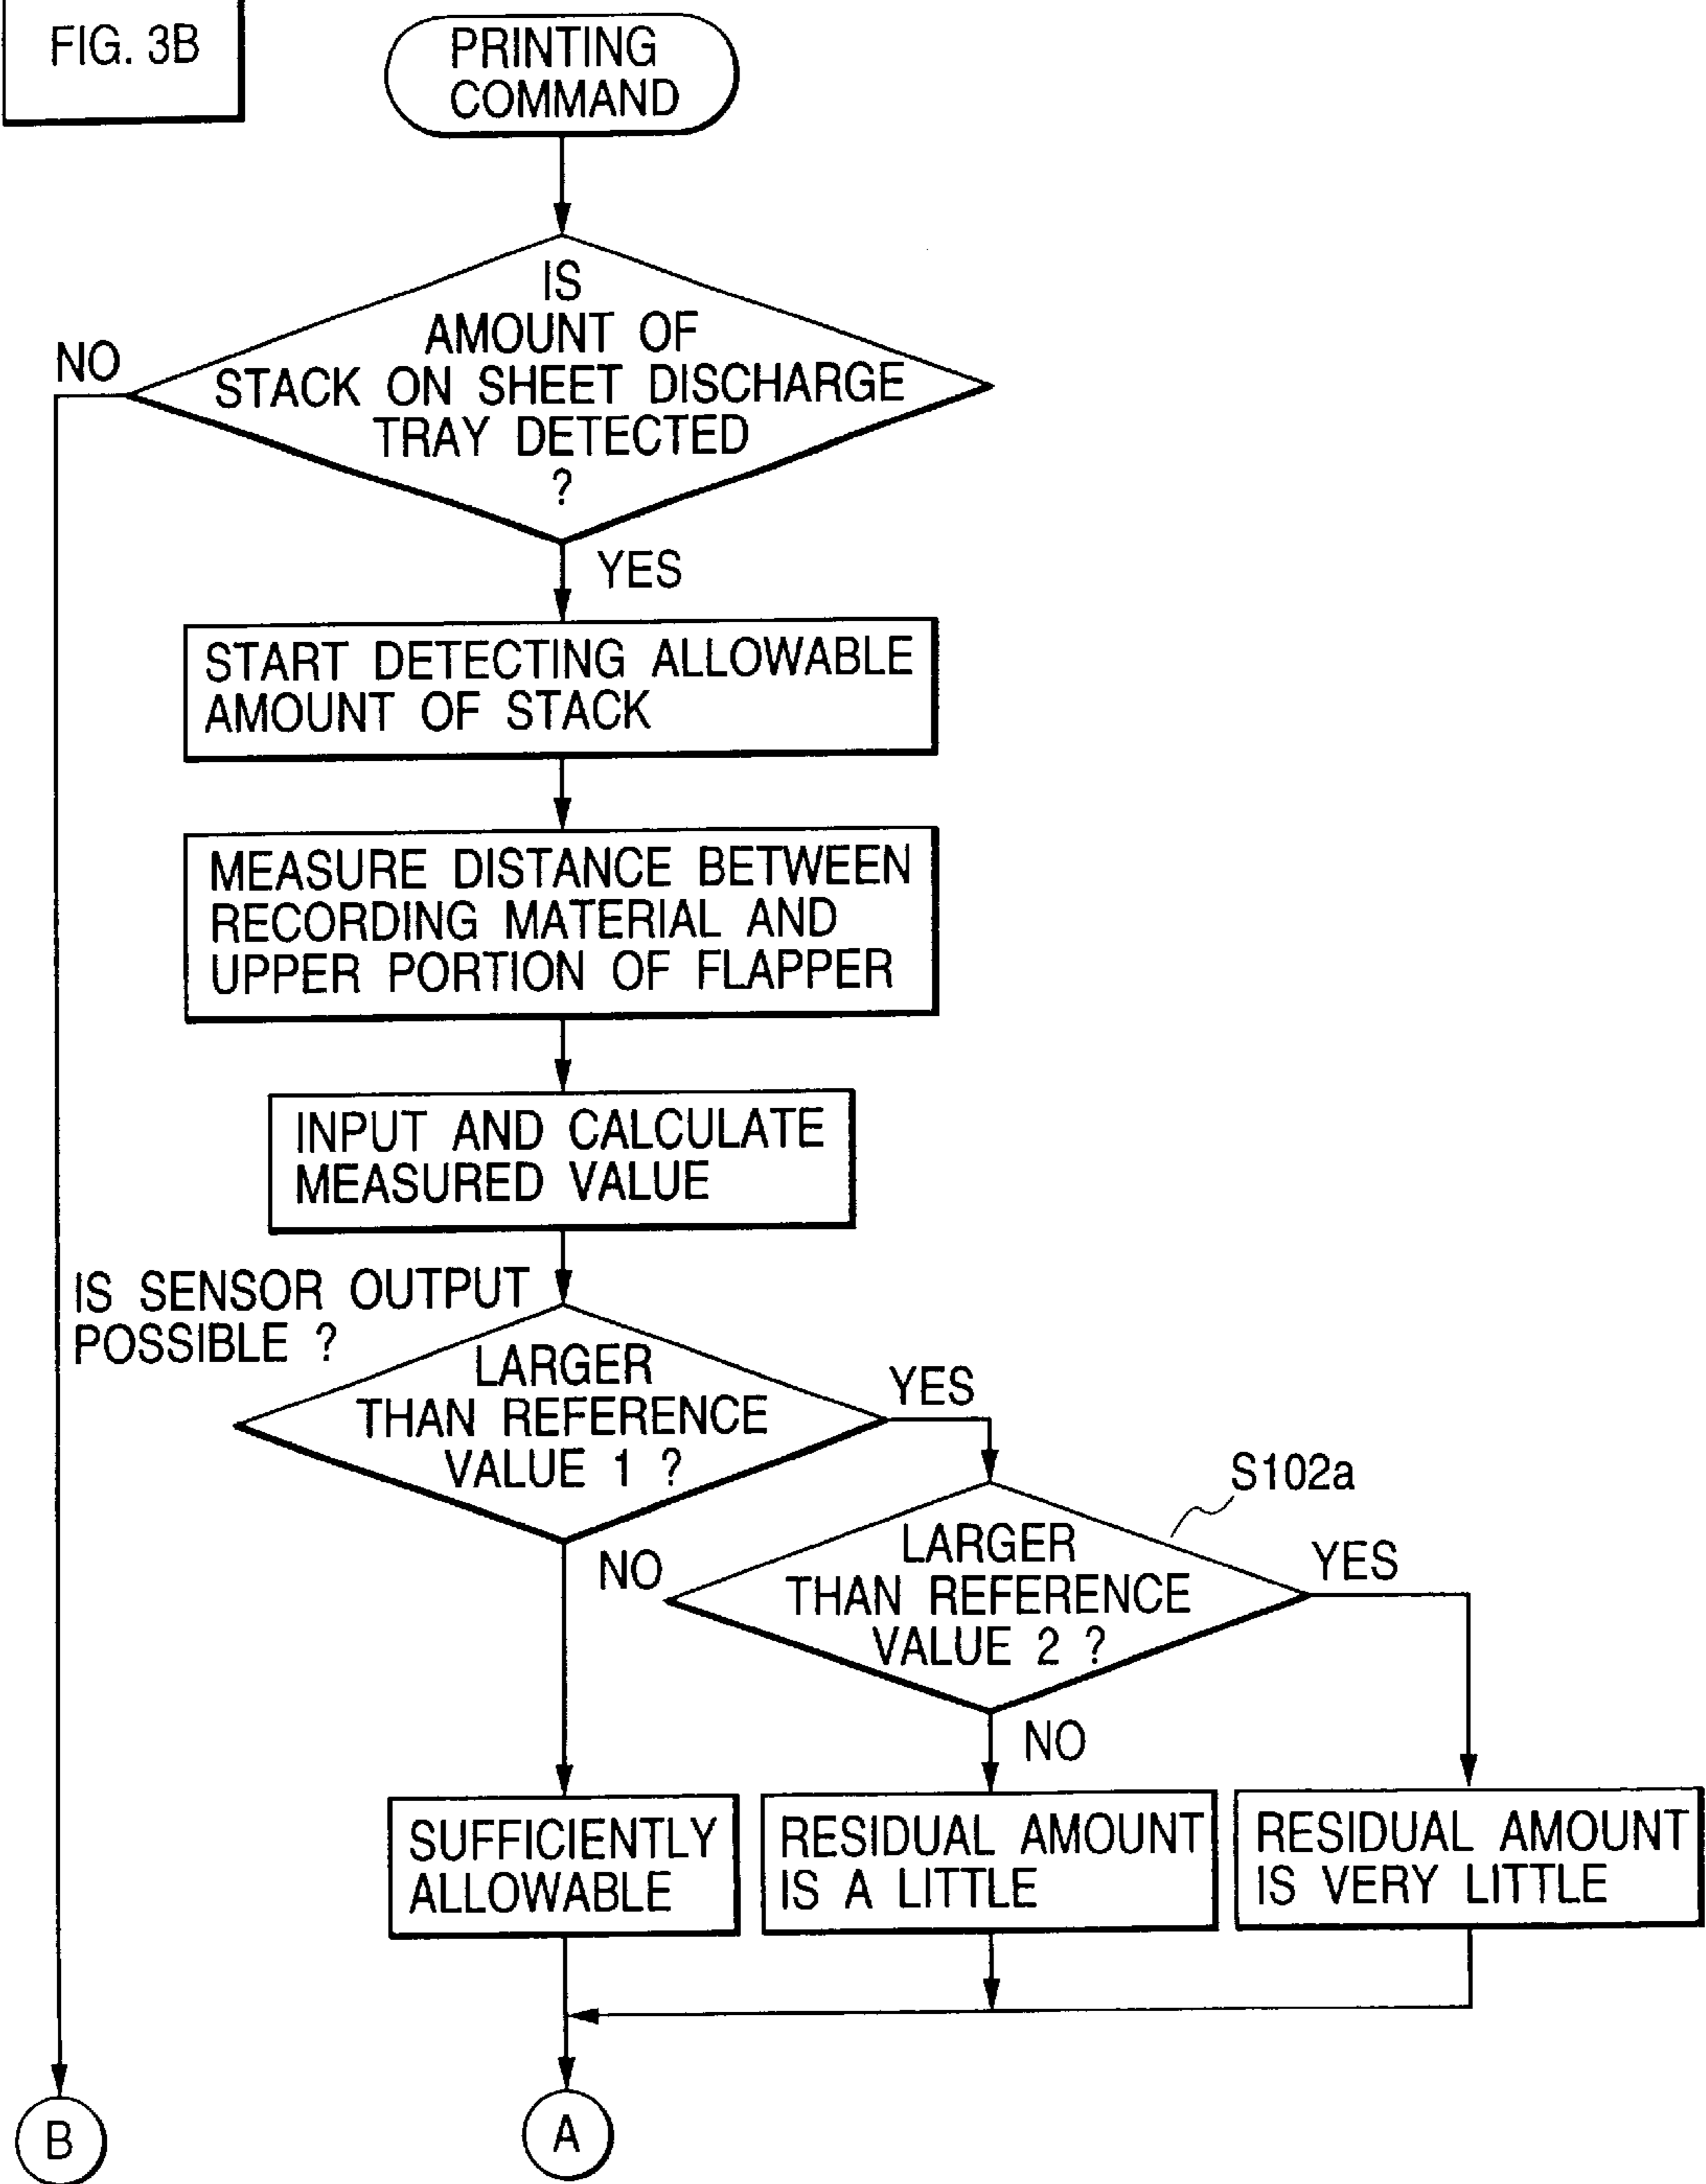 FIG. 3B
PRINTING
COMMAND
IS
AMOUNT OF
STACK ON SHEET DISCHARGE
TRAY DETECTED
?
NO
YES
START DETECTING ALLOWABLE
AMOUNT OF STACK
MEASURE DISTANCE BETWEEN
RECORDING MATERIAL AND
UPPER PORTION OF FLAPPER
INPUT AND CALCULATE
MEASURED VALUE
IS SENSOR OUTPUT
POSSIBLE ?
LARGER
THAN REFERENCE
VALUE 1 ?
YES
NO
S102a
LARGER
THAN REFERENCE
VALUE 2 ?
YES
NO
SUFFICIENTLY
ALLOWABLE
RESIDUAL AMOUNT
IS A LITTLE
RESIDUAL AMOUNT
IS VERY LITTLE
B
A